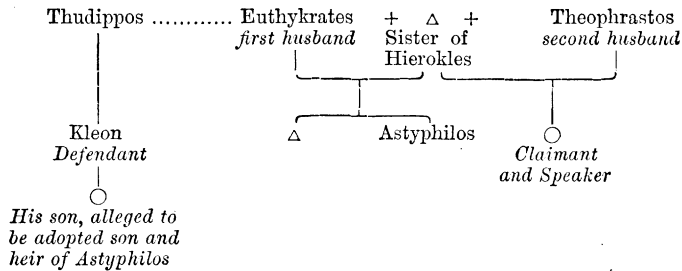 Thudippos ............ Euthykrates + △ + Theophrastos
first husband Sister of second husband
Hierokles
Kleon △ Astyphilos ○
Defendant Claimant
and Speaker
○
His son, alleged to
be adopted son and
heir of Astyphilos